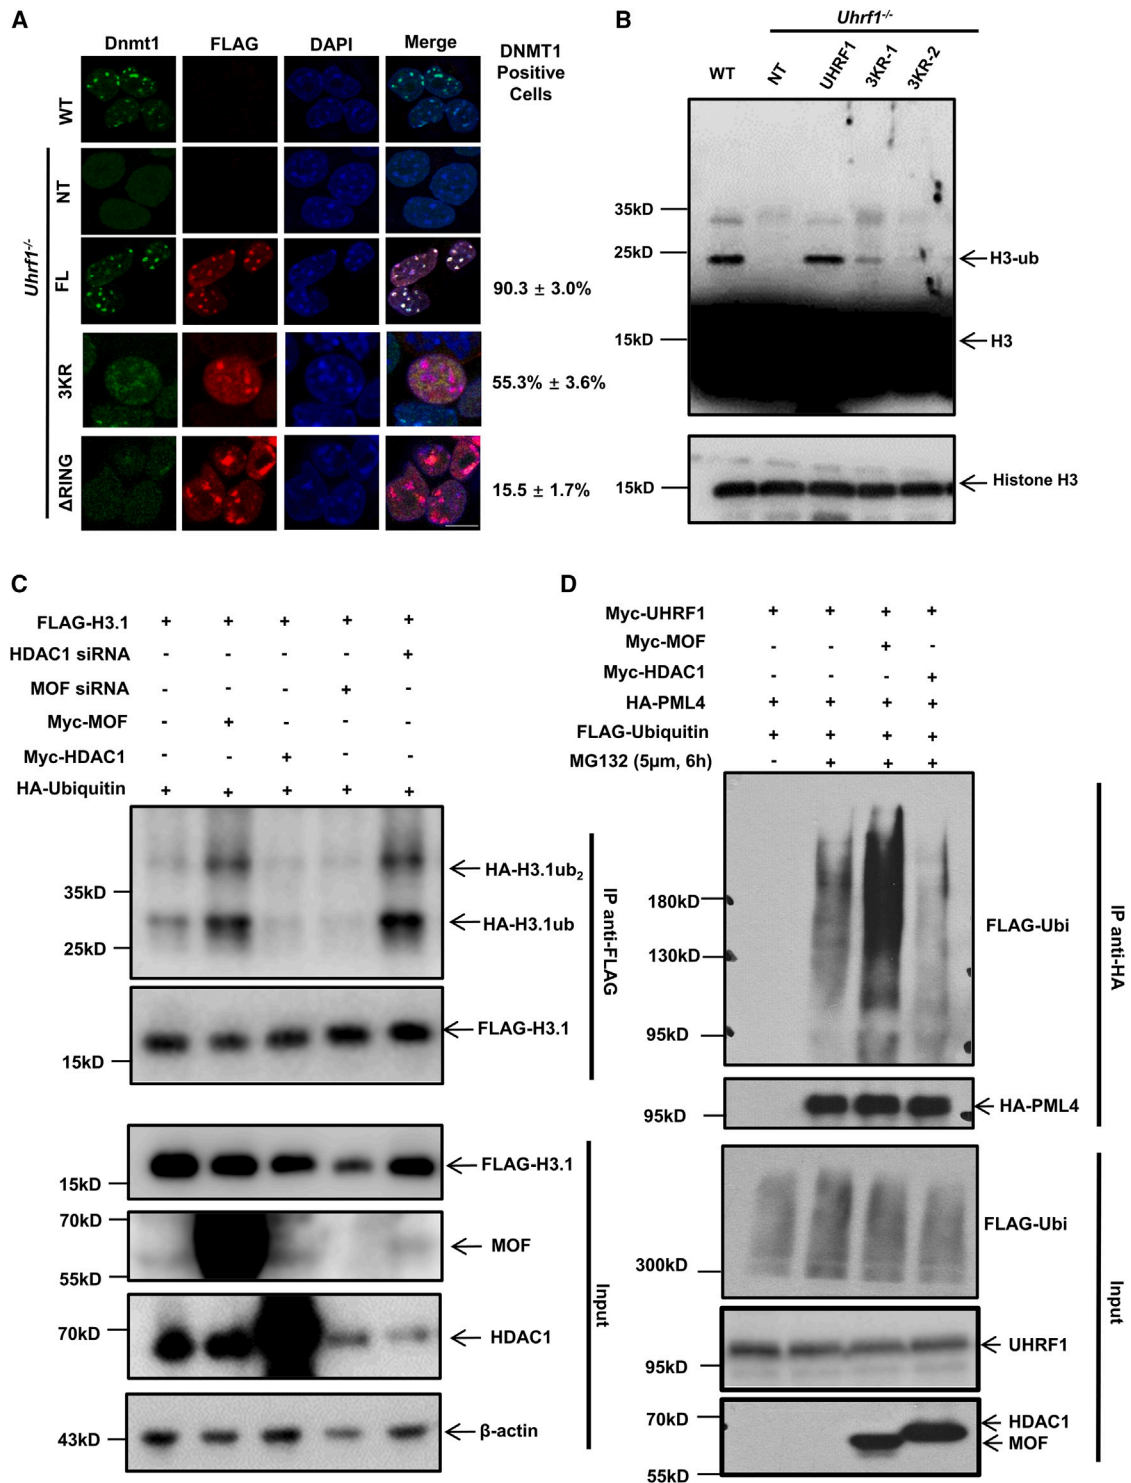 A
Dnmt1 FLAG DAPI Merge
DNMT1
Positive
Cells
WT
Uhrf1-/-
NT
FL
90.3 ± 3.0%
3KR
55.3% ± 3.6%
ΔRING
15.5 ± 1.7%
B
Uhrf1-/-
WT NT UHRF1 3KR-1 3KR-2
35kD
25kD
H3-ub
15kD
H3
15kD
Histone H3
C
FLAG-H3.1 + + + + +
HDAC1 siRNA - - - - +
MOF siRNA - - - + -
Myc-MOF - + - - -
Myc-HDAC1 - - + - -
HA-Ubiquitin + + + + +
HA-H3.1ub2
35kD
HA-H3.1ub
25kD
FLAG-H3.1
15kD
IP anti-FLAG
FLAG-H3.1
15kD
70kD
MOF
55kD
70kD
HDAC1
43kD
β-actin
Input
D
Myc-UHRF1 + + + +
Myc-MOF - - + -
Myc-HDAC1 - - - +
HA-PML4 + + + +
FLAG-Ubiquitin + + + +
MG132 (5μm, 6h) - + + +
180kD
FLAG-Ubi
130kD
95kD
95kD
HA-PML4
IP anti-HA
FLAG-Ubi
300kD
UHRF1
95kD
70kD
HDAC1
MOF
55kD
Input